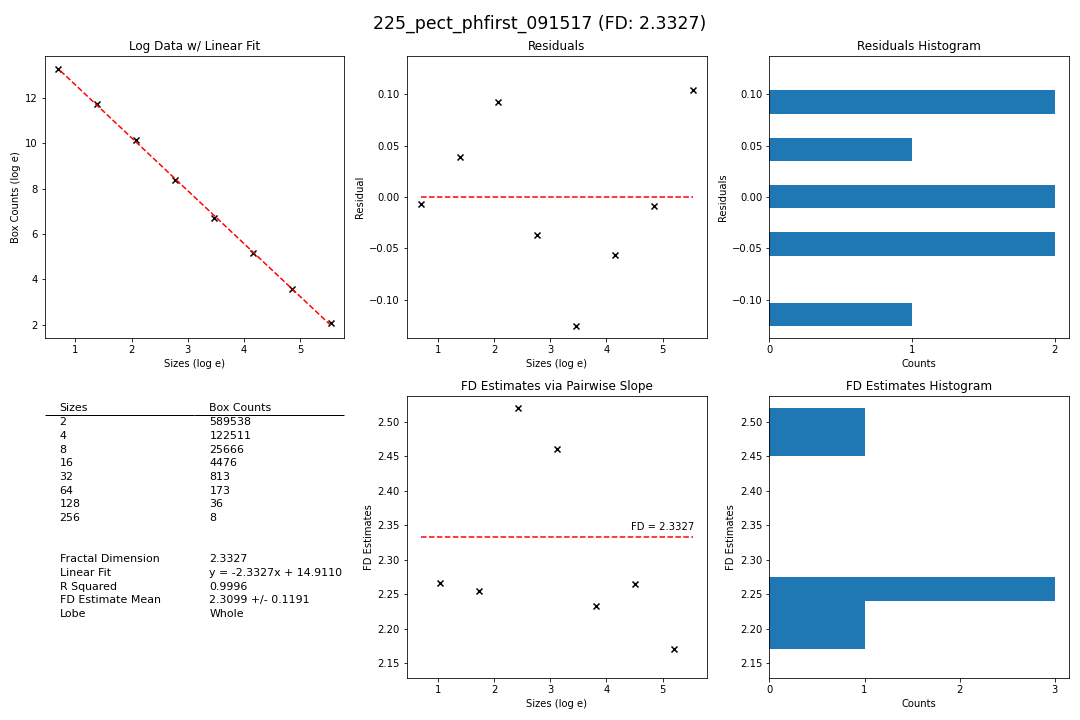 225_pect_phfirst_091517 (FD: 2.3327)
Log Data w/ Linear Fit
Box Counts (log e)
12
10
8
6
4
2
1
2
3
4
5
Sizes (log e)
Residuals
Residual
0.10
0.05
0.00
−0.05
−0.10
1
2
3
4
5
Sizes (log e)
Residuals Histogram
Residuals
0.10
0.05
0.00
−0.05
−0.10
0
1
2
Counts
Sizes Box Counts
2 589538
4 122511
8 25666
16 4476
32 813
64 173
128 36
256 8
Fractal Dimension 2.3327
Linear Fit y = -2.3327x + 14.9110
R Squared 0.9996
FD Estimate Mean 2.3099 +/- 0.1191
Lobe Whole
FD Estimates via Pairwise Slope
FD Estimates
2.50
2.45
2.40
2.35
2.30
2.25
2.20
2.15
FD = 2.3327
1
2
3
4
5
Sizes (log e)
FD Estimates Histogram
FD Estimates
2.50
2.45
2.40
2.35
2.30
2.25
2.20
2.15
0
1
2
3
Counts